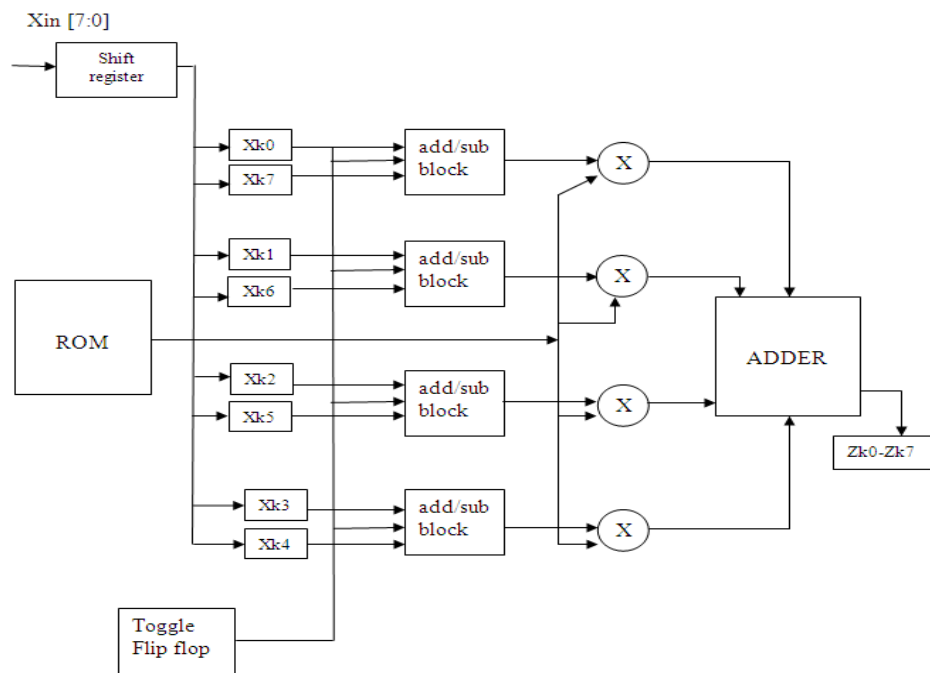 Xin [7:0]
Shift
register
Xk0
Xk7
add/sub
block
X
Xk1
Xk6
add/sub
block
X
ROM
ADDER
Xk2
Xk5
add/sub
block
X
Zk0-Zk7
Xk3
Xk4
add/sub
block
X
Toggle
Flip flop